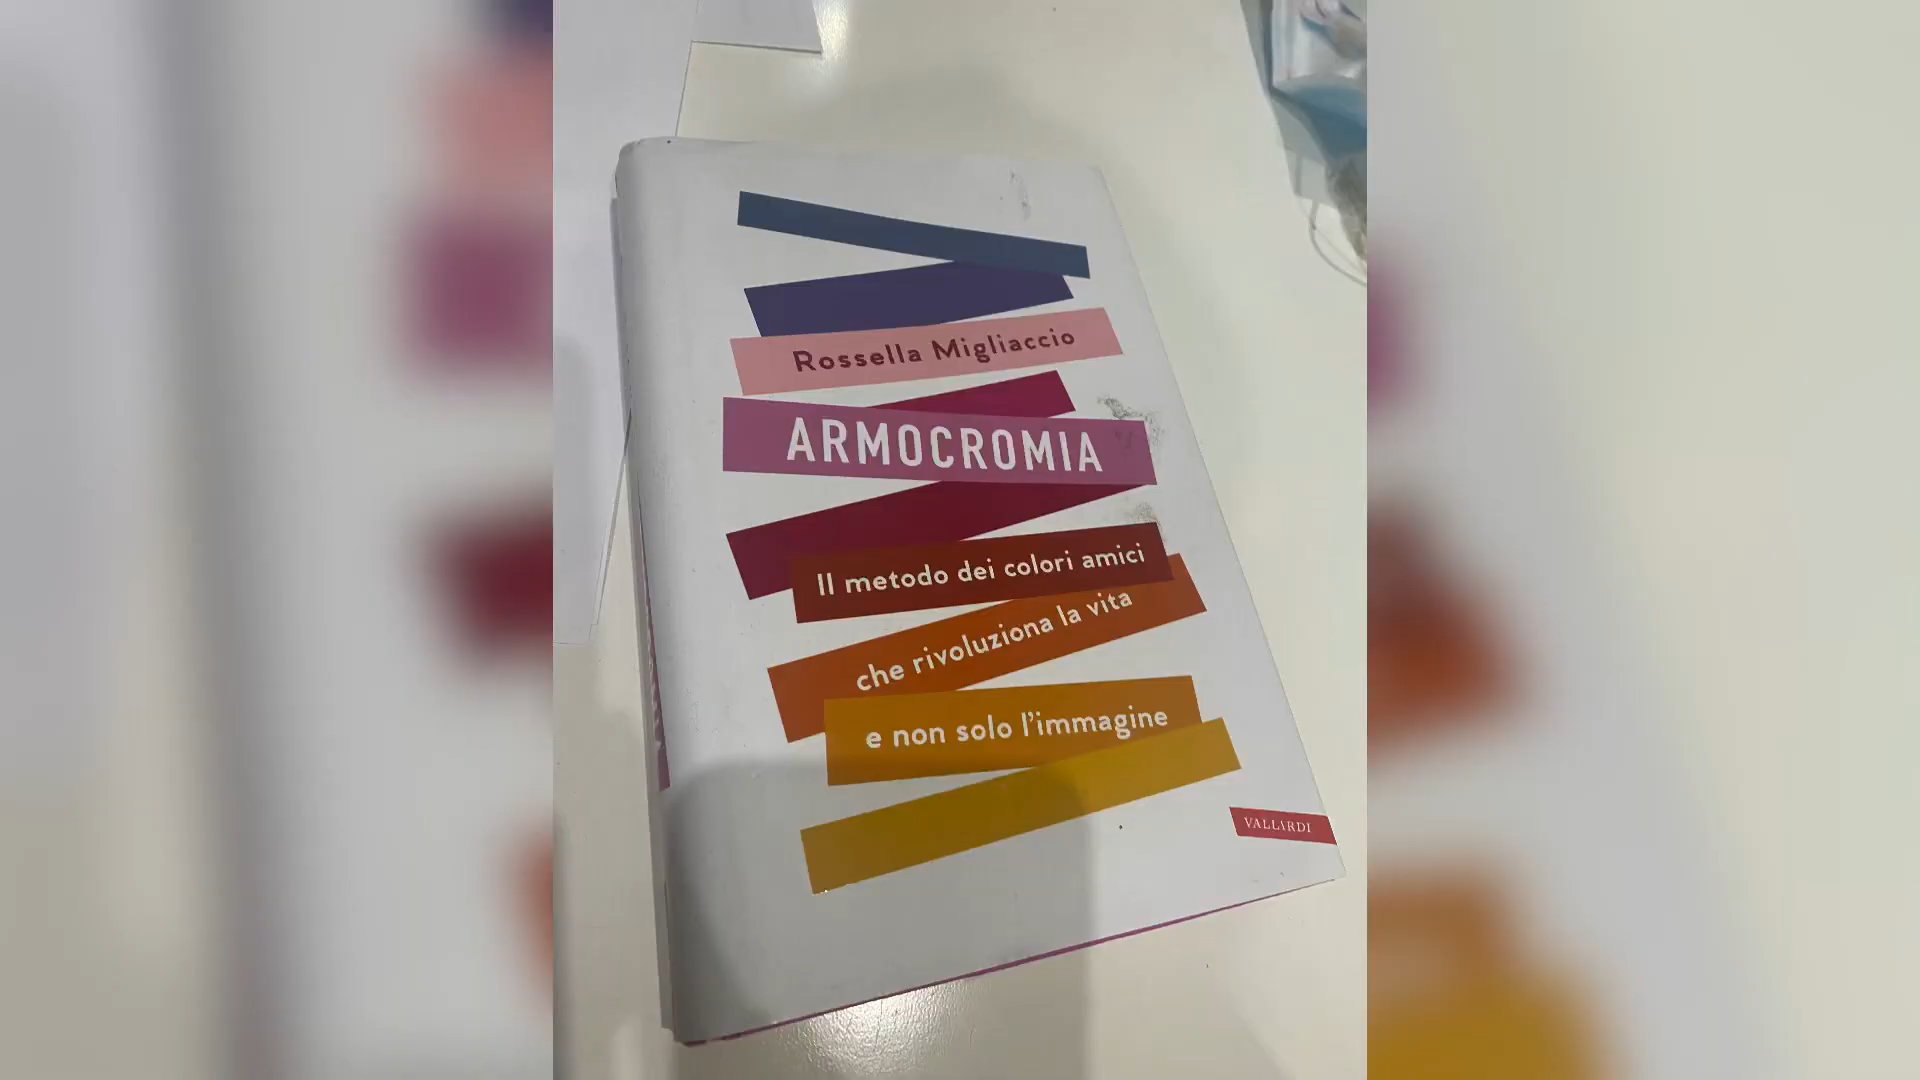 Rossella Migliaccio
ARMOCROMIA
Il metodo dei colori amici
che rivoluziona la vita
e non solo l'immagine
VALLARDI